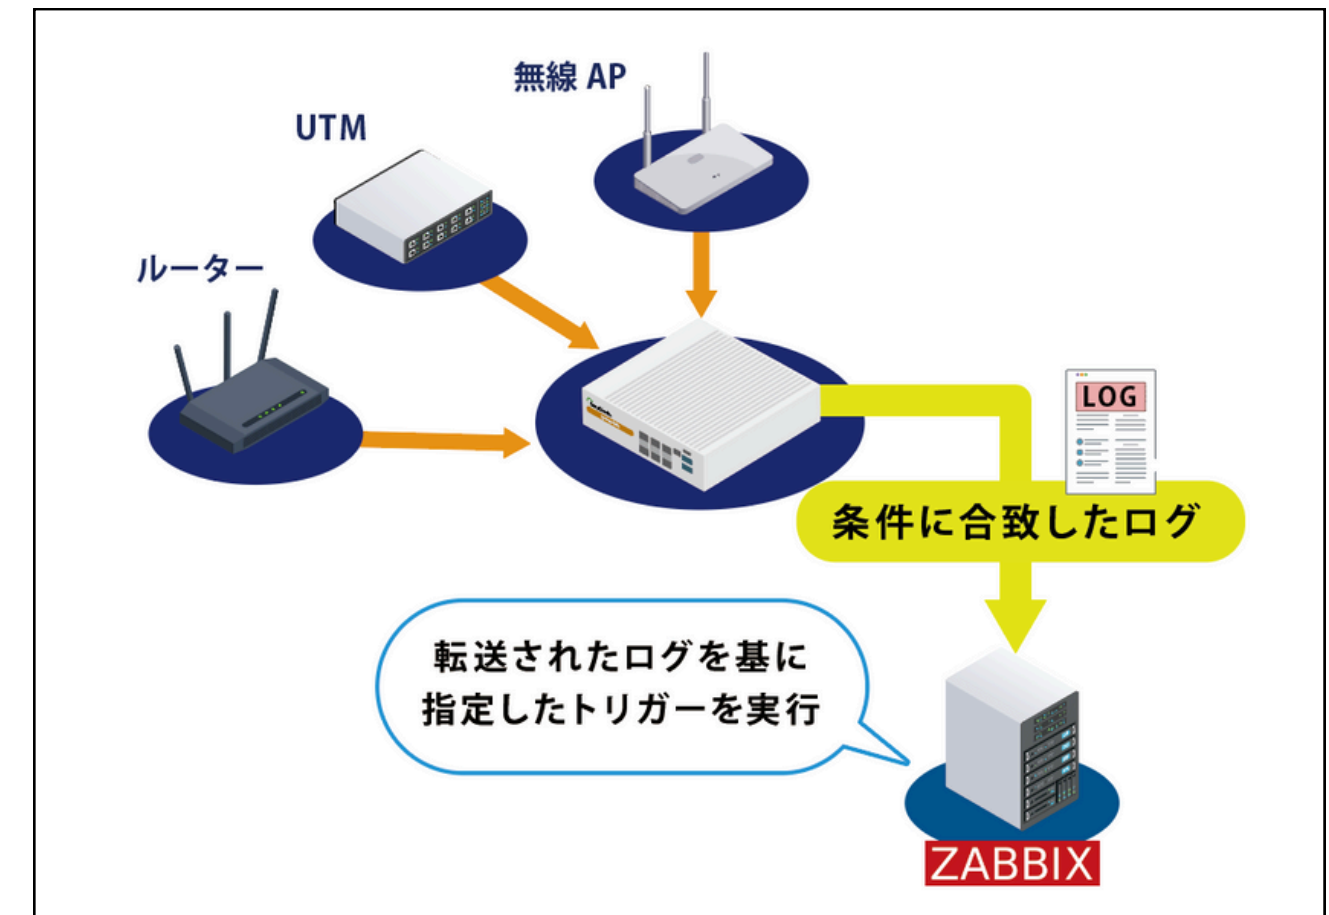 無線 AP
UTM
ルーター
LOG
条件に合致したログ
転送されたログを基に
指定したトリガーを実行
ZABBIX